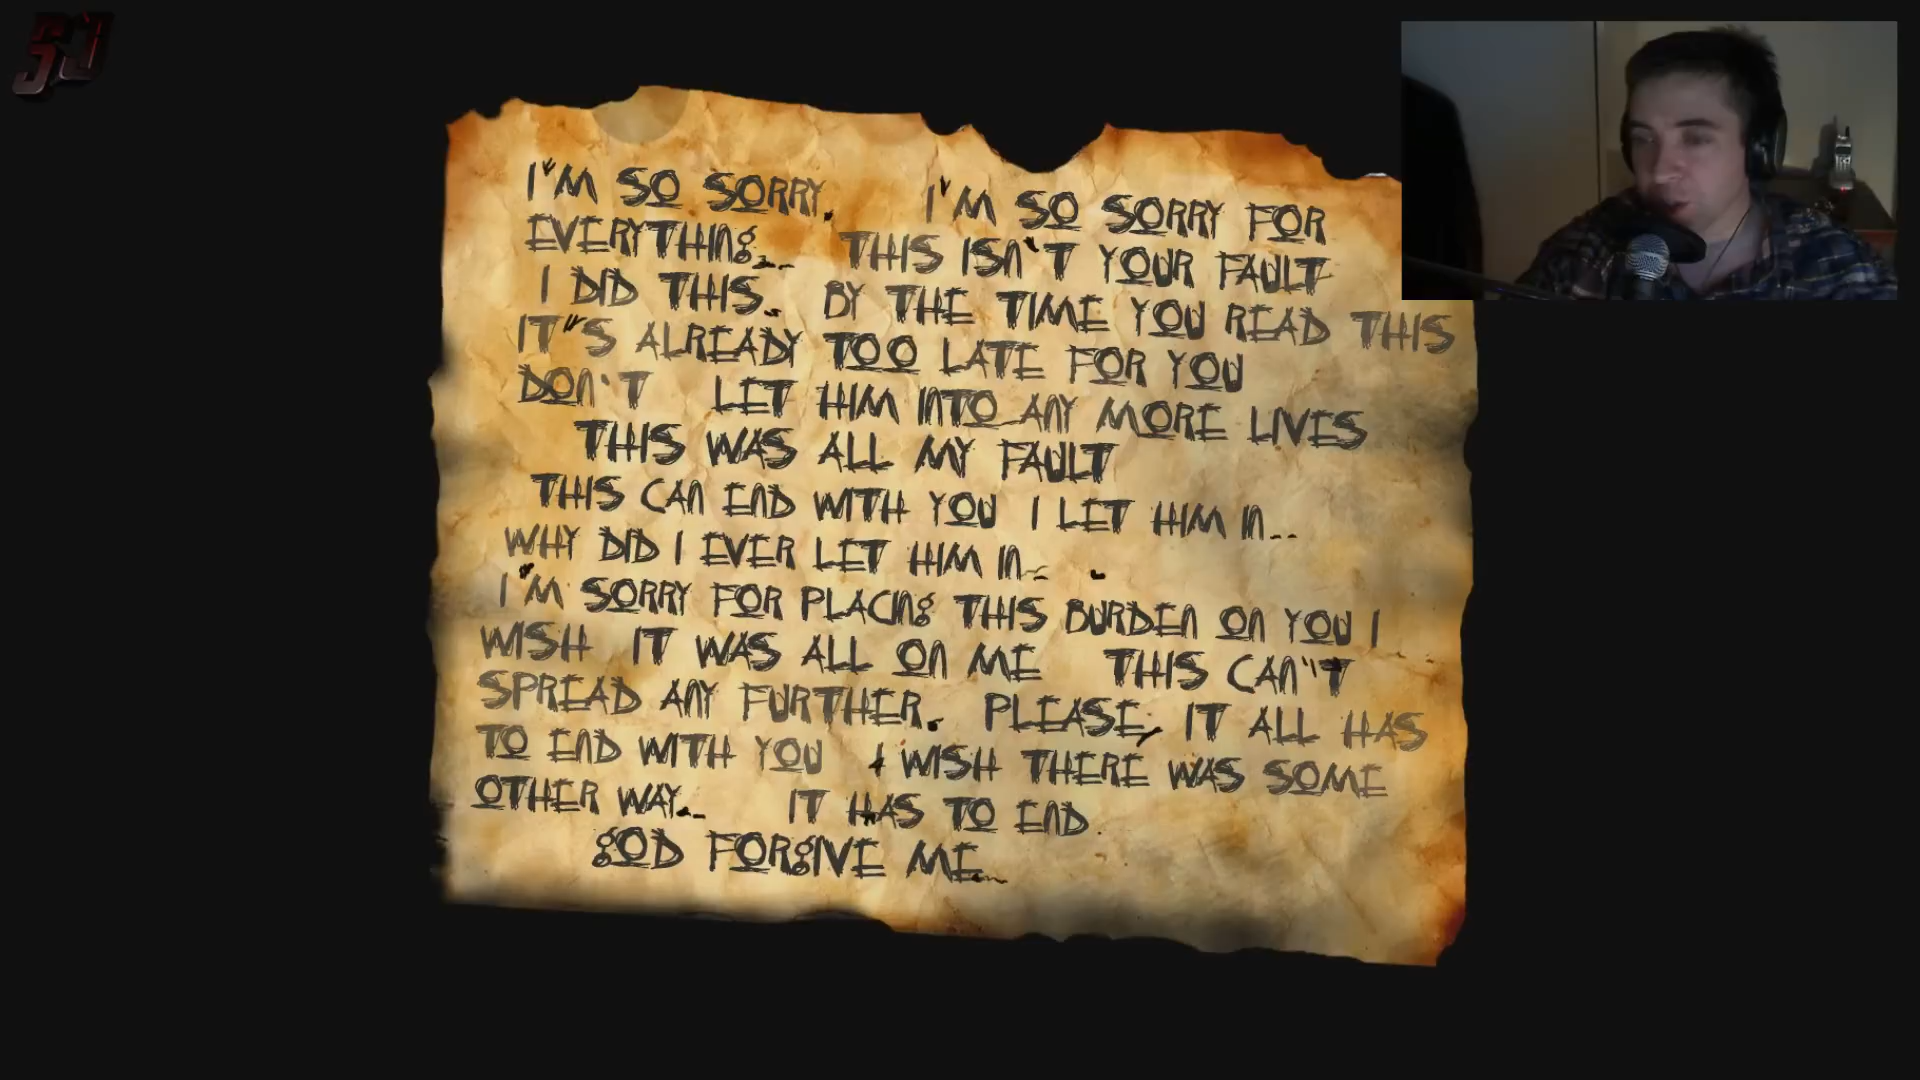 SJ
I'M SO SORRY. I'M SO SORRY FOR
EVERYTHING... THIS ISN'T YOUR FAULT
I DID THIS.. BY THE TIME YOU READ THIS
IT"S ALREADY TOO LATE FOR YOU
DON'T LET HIM INTO ANY MORE LIVES
THIS WAS ALL MY FAULT
THIS CAN END WITH YOU I LET HIM IN...
WHY DID I EVER LET HIM IN..
I'M SORRY FOR PLACING THIS BURDEN ON YOU I
WISH IT WAS ALL ON ME THIS CAN'T
SPREAD ANY FURTHER. PLEASE, IT ALL HAS
TO END WITH YOU I WISH THERE WAS SOME
OTHER WAY... IT HAS TO END.
GOD FORGIVE ME...